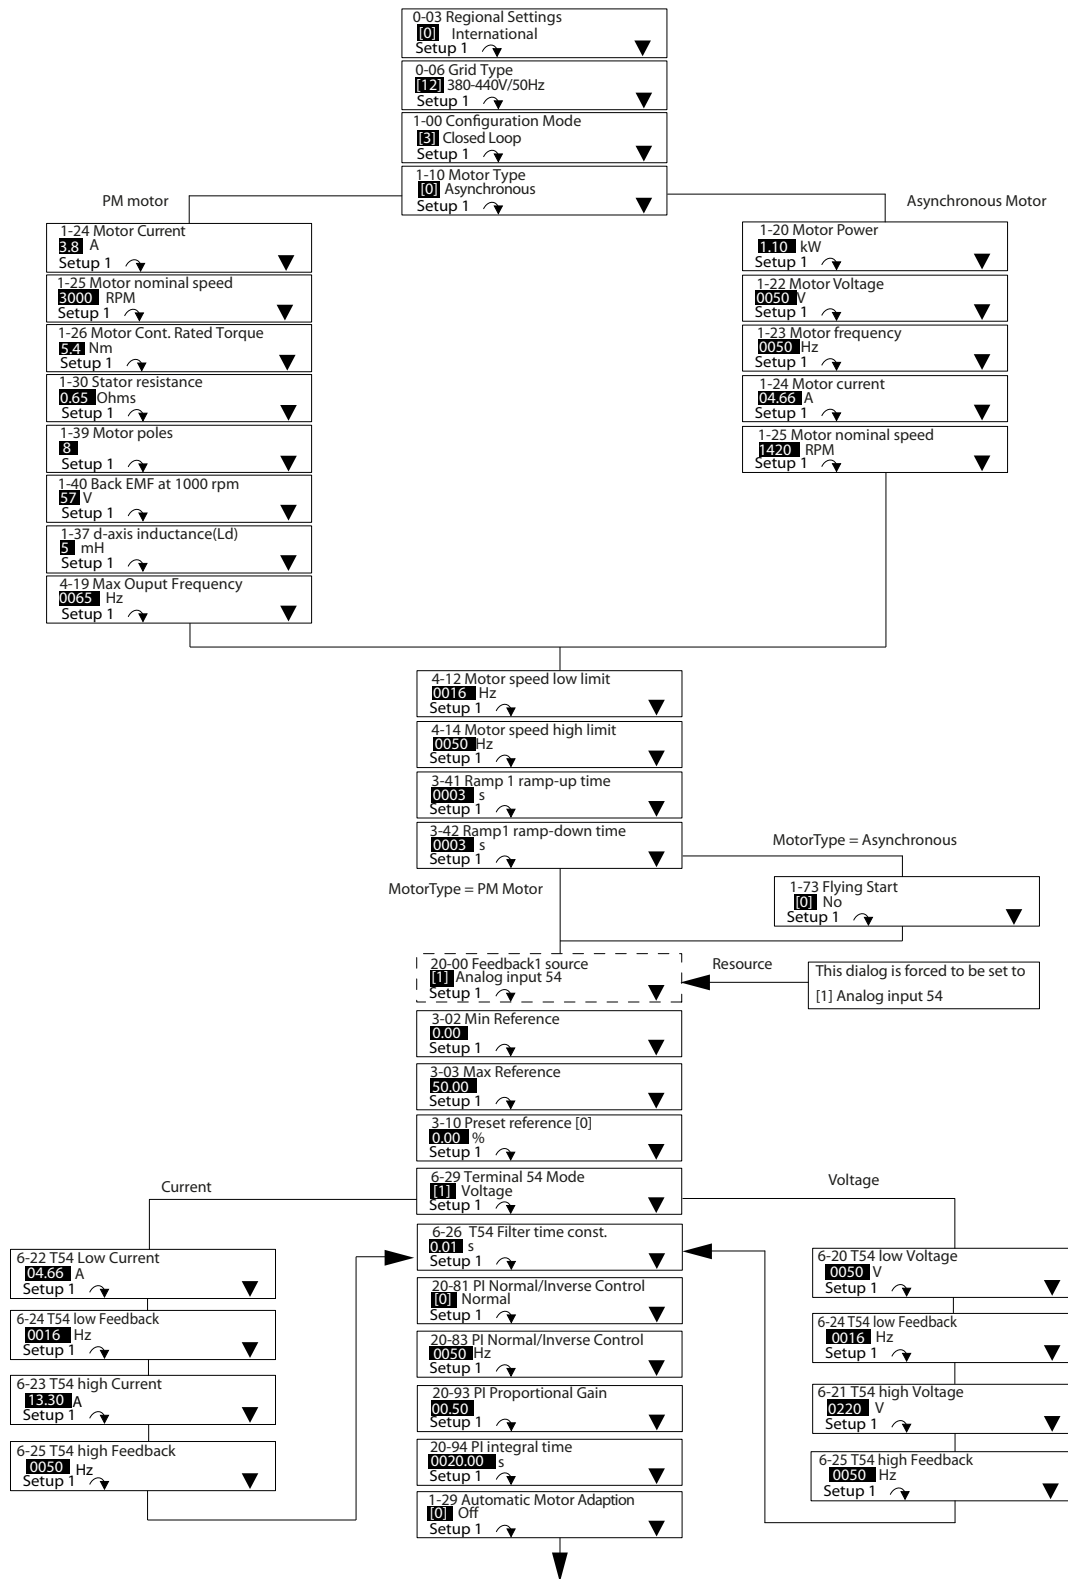 0-03 Regional Settings
[0] International
Setup 1
0-06 Grid Type
[12] 380-440V/50Hz
Setup 1
1-00 Configuration Mode
[3] Closed Loop
Setup 1
1-10 Motor Type
[0] Asynchronous
Setup 1
PM motor
Asynchronous Motor
1-24 Motor Current
3.8 A
Setup 1
1-25 Motor nominal speed
3000 RPM
Setup 1
1-26 Motor Cont. Rated Torque
5.4 Nm
Setup 1
1-30 Stator resistance
0.65 Ohms
Setup 1
1-39 Motor poles
8
Setup 1
1-40 Back EMF at 1000 rpm
57 V
Setup 1
1-37 d-axis inductance(Ld)
5 mH
Setup 1
4-19 Max Ouput Frequency
0065 Hz
Setup 1
1-20 Motor Power
1.10 kW
Setup 1
1-22 Motor Voltage
0050 V
Setup 1
1-23 Motor frequency
0050 Hz
Setup 1
1-24 Motor current
04.66 A
Setup 1
1-25 Motor nominal speed
1420 RPM
Setup 1
4-12 Motor speed low limit
0016 Hz
Setup 1
4-14 Motor speed high limit
0050 Hz
Setup 1
3-41 Ramp 1 ramp-up time
0003 s
Setup 1
3-42 Ramp1 ramp-down time
0003 s
Setup 1
MotorType = Asynchronous
MotorType = PM Motor
1-73 Flying Start
[0] No
Setup 1
20-00 Feedback1 source
[1] Analog input 54
Setup 1
Resource
This dialog is forced to be set to
[1] Analog input 54
3-02 Min Reference
0.00
Setup 1
3-03 Max Reference
50.00
Setup 1
3-10 Preset reference [0]
0.00 %
Setup 1
6-29 Terminal 54 Mode
[1] Voltage
Setup 1
Current
Voltage
6-22 T54 Low Current
04.66 A
Setup 1
6-24 T54 low Feedback
0016 Hz
Setup 1
6-23 T54 high Current
13.30 A
Setup 1
6-25 T54 high Feedback
0050 Hz
Setup 1
6-26 T54 Filter time const.
0.01 s
Setup 1
20-81 PI Normal/Inverse Control
[0] Normal
Setup 1
20-83 PI Normal/Inverse Control
0050 Hz
Setup 1
20-93 PI Proportional Gain
00.50
Setup 1
20-94 PI integral time
0020.00 s
Setup 1
1-29 Automatic Motor Adaption
[0] Off
Setup 1
6-20 T54 low Voltage
0050 V
Setup 1
6-24 T54 low Feedback
0016 Hz
Setup 1
6-21 T54 high Voltage
0220 V
Setup 1
6-25 T54 high Feedback
0050 Hz
Setup 1